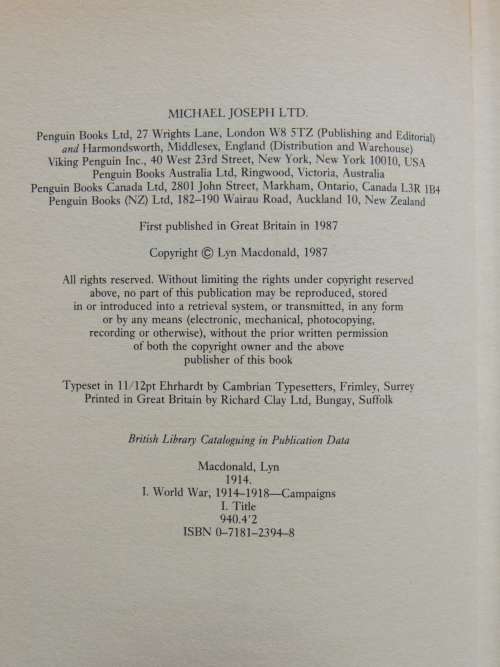 MICHAEL JOSEPH LTD.
Penguin Books Ltd, 27 Wrights Lane, London W8 5TZ (Publishing and Editorial)
and Harmondsworth, Middlesex, England (Distribution and Warehouse)
Viking Penguin Inc., 40 West 23rd Street, New York, New York 10010, USA
Penguin Books Australia Ltd, Ringwood, Victoria, Australia
Penguin Books Canada Ltd, 2801 John Street, Markham, Ontario, Canada L3R 1B4
Penguin Books (NZ) Ltd, 182–190 Wairau Road, Auckland 10, New Zealand
First published in Great Britain in 1987
Copyright © Lyn Macdonald, 1987
All rights reserved. Without limiting the rights under copyright reserved
above, no part of this publication may be reproduced, stored
in or introduced into a retrieval system, or transmitted, in any form
or by any means (electronic, mechanical, photocopying,
recording or otherwise), without the prior written permission
of both the copyright owner and the above
publisher of this book
Typeset in 11/12pt Ehrhardt by Cambrian Typesetters, Frimley, Surrey
Printed in Great Britain by Richard Clay Ltd, Bungay, Suffolk
British Library Cataloguing in Publication Data
Macdonald, Lyn
1914.
I. World War, 1914–1918—Campaigns
I. Title
940.4'2
ISBN 0–7181–2394–8